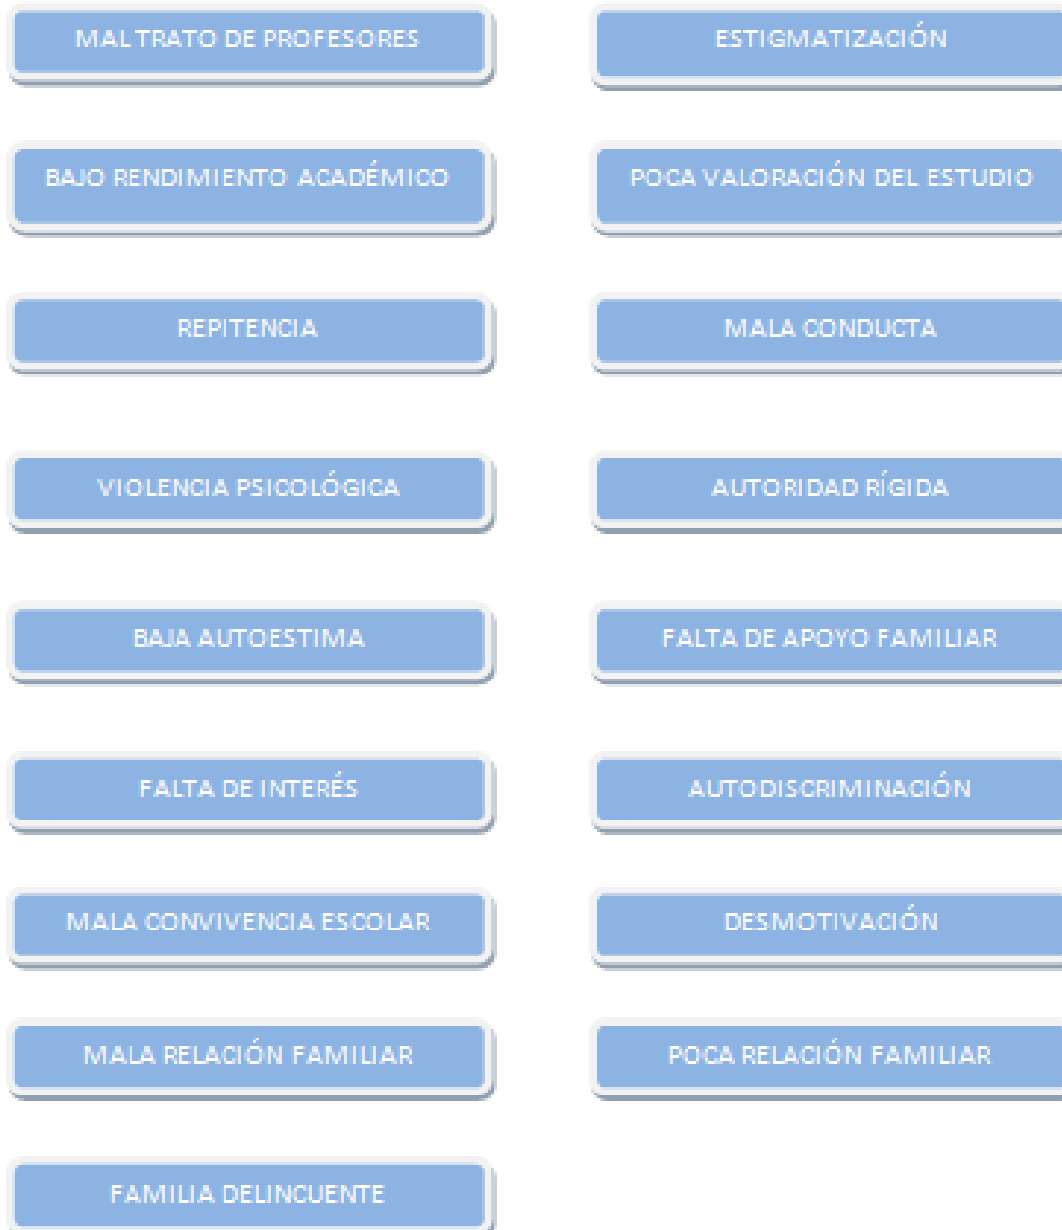 MAL TRATO DE PROFESORES
ESTIGMATIZACIÓN
BAJO RENDIMIENTO ACADÉMICO
POCA VALORACIÓN DEL ESTUDIO
REPITENCIA
MALA CONDUCTA
VIOLENCIA PSICOLÓGICA
AUTORIDAD RÍGIDA
BAJA AUTOESTIMA
FALTA DE APOYO FAMILIAR
FALTA DE INTERÉS
AUTODISCRIMINACIÓN
MALA CONVIVENCIA ESCOLAR
DESMOTIVACIÓN
MALA RELACIÓN FAMILIAR
POCA RELACIÓN FAMILIAR
FAMILIA DELINCUENTE